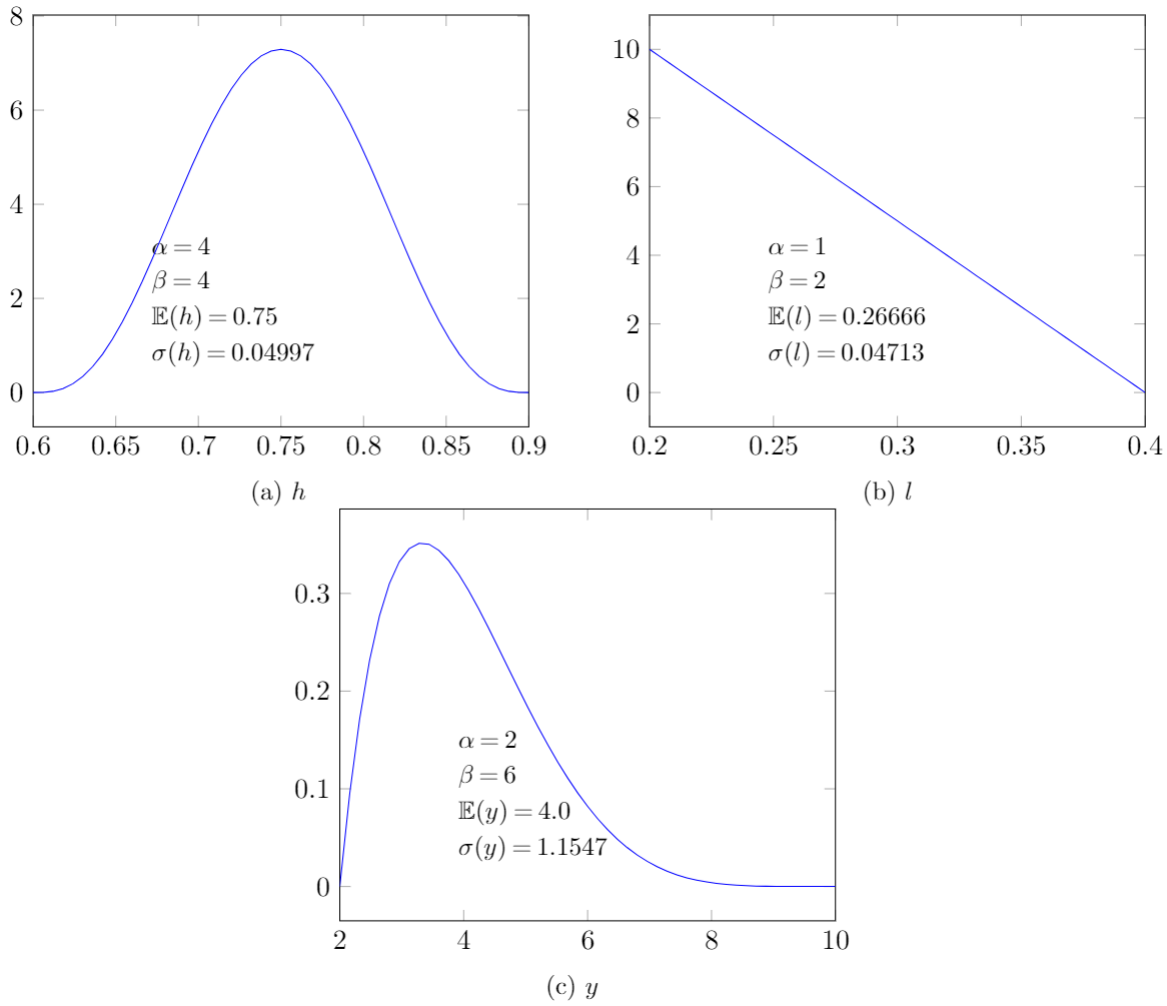 8
6
4
2
0
0.6 0.65 0.7 0.75 0.8 0.85 0.9
α = 4
β = 4
𝔼(h) = 0.75
σ(h) = 0.04997
(a) h
10
8
6
4
2
0
0.2 0.25 0.3 0.35 0.4
α = 1
β = 2
𝔼(l) = 0.26666
σ(l) = 0.04713
(b) l
0.3
0.2
0.1
0
2 4 6 8 10
α = 2
β = 6
𝔼(y) = 4.0
σ(y) = 1.1547
(c) y